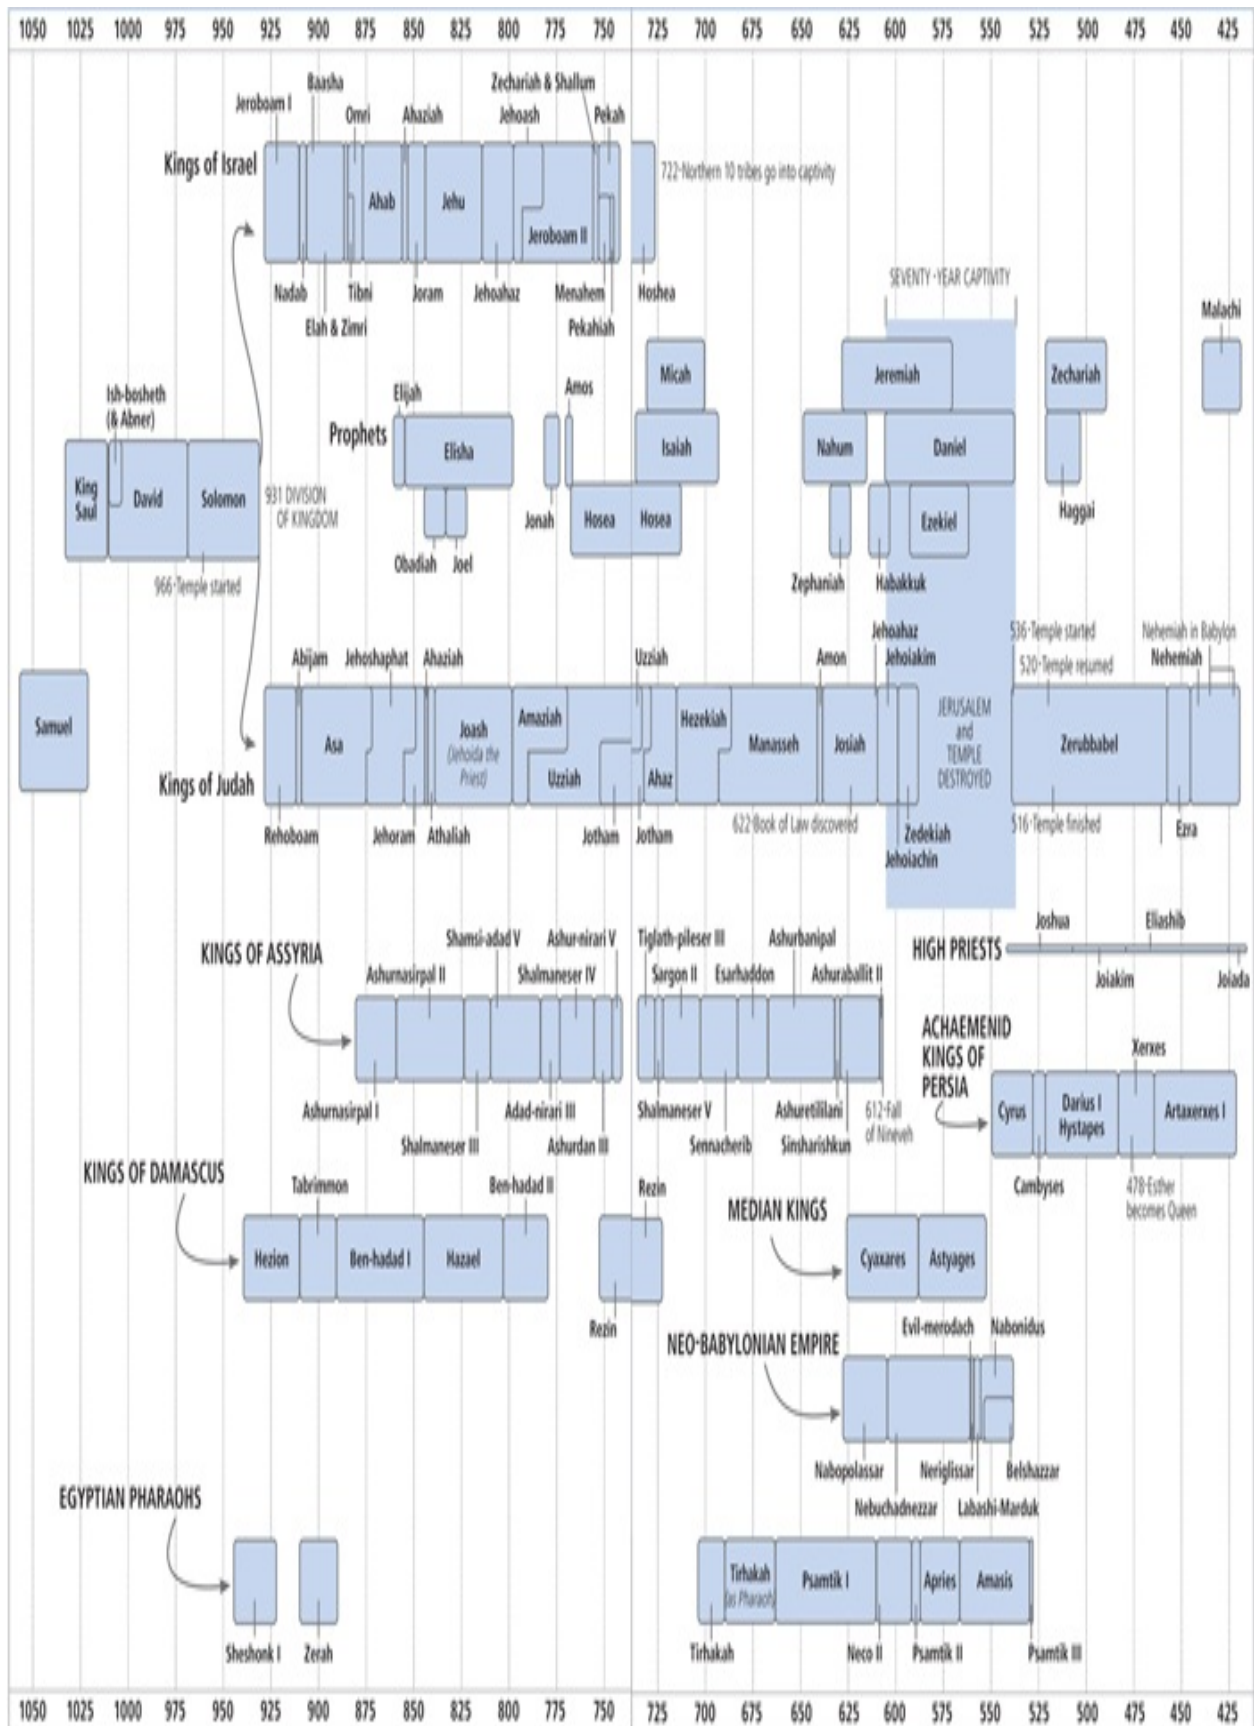 1050 1025 1000 975 950 925 900 875 850 825 800 775 750 725 700 675 650 625 600 575 550 525 500 475 450 425
Baasha
Zechariah & Shallum
Jeroboam I
Omri
Ahaziah
Jehoash
Pekah
Kings of Israel
722-Northern 10 tribes go into captivity
Ahab
Jehu
Jeroboam II
Nadab
Tibni
Joram
Jehoahaz
Menahem
Hoshea
Elah & Zimri
Pekahiah
SEVENTY-YEAR CAPTIVITY
Malachi
Micah
Jeremiah
Zechariah
Ish-bosheth
(& Abner)
Elijah
Amos
Prophets
Elisha
Isaiah
Nahum
Daniel
King
Saul
David
Solomon
931 DIVISION
OF KINGDOM
Jonah
Hosea
Hosea
Ezekiel
Haggai
Obadiah
Joel
Zephaniah
Habakkuk
966-Temple started
Jehoahaz
536-Temple started
Nehemiah in Babylon
Abijam
Jehoshaphat
Ahaziah
Uzziah
Amon
Jehoiakim
520-Temple resumed
Nehemiah
Samuel
Asa
Joash
(Jehoida the
Priest)
Amaziah
Uzziah
Ahaz
Hezekiah
Manasseh
Josiah
JERUSALEM
and
TEMPLE
DESTROYED
Zerubbabel
Kings of Judah
Rehoboam
Jehoram
Athaliah
Jotham
Jotham
622-Book of Law discovered
Zedekiah
Jehoiachin
516-Temple finished
Ezra
KINGS OF ASSYRIA
Shamsi-adad V
Ashur-nirari V
Tiglath-pileser III
Ashurbanipal
HIGH PRIESTS
Joshua
Eliashib
Ashurnasirpal II
Shalmaneser IV
Sargon II
Esarhaddon
Ashuraballit II
Joiakim
Joiada
ACHAEMENID
KINGS OF
PERSIA
Xerxes
Ashurnasirpal I
Adad-nirari III
Shalmaneser V
Ashuretililani
612-Fall
of Nineveh
Cyrus
Darius I
Hystapes
Artaxerxes I
Shalmaneser III
Ashurdan III
Sennacherib
Sinsharishkun
Cambyses
478-Esther
becomes Queen
KINGS OF DAMASCUS
Tabrimmon
Ben-hadad II
Rezin
MEDIAN KINGS
Hezion
Ben-hadad I
Hazael
Cyaxares
Astyages
Rezin
NEO-BABYLONIAN EMPIRE
Evil-merodach
Nabonidus
Nabopolassar
Neriglissar
Belshazzar
Nebuchadnezzar
Labashi-Marduk
EGYPTIAN PHARAOHS
Tirhakah
(as Pharaoh)
Psamtik I
Apries
Amasis
Sheshonk I
Zerah
Tirhakah
Neco II
Psamtik II
Psamtik III
1050 1025 1000 975 950 925 900 875 850 825 800 775 750 725 700 675 650 625 600 575 550 525 500 475 450 425